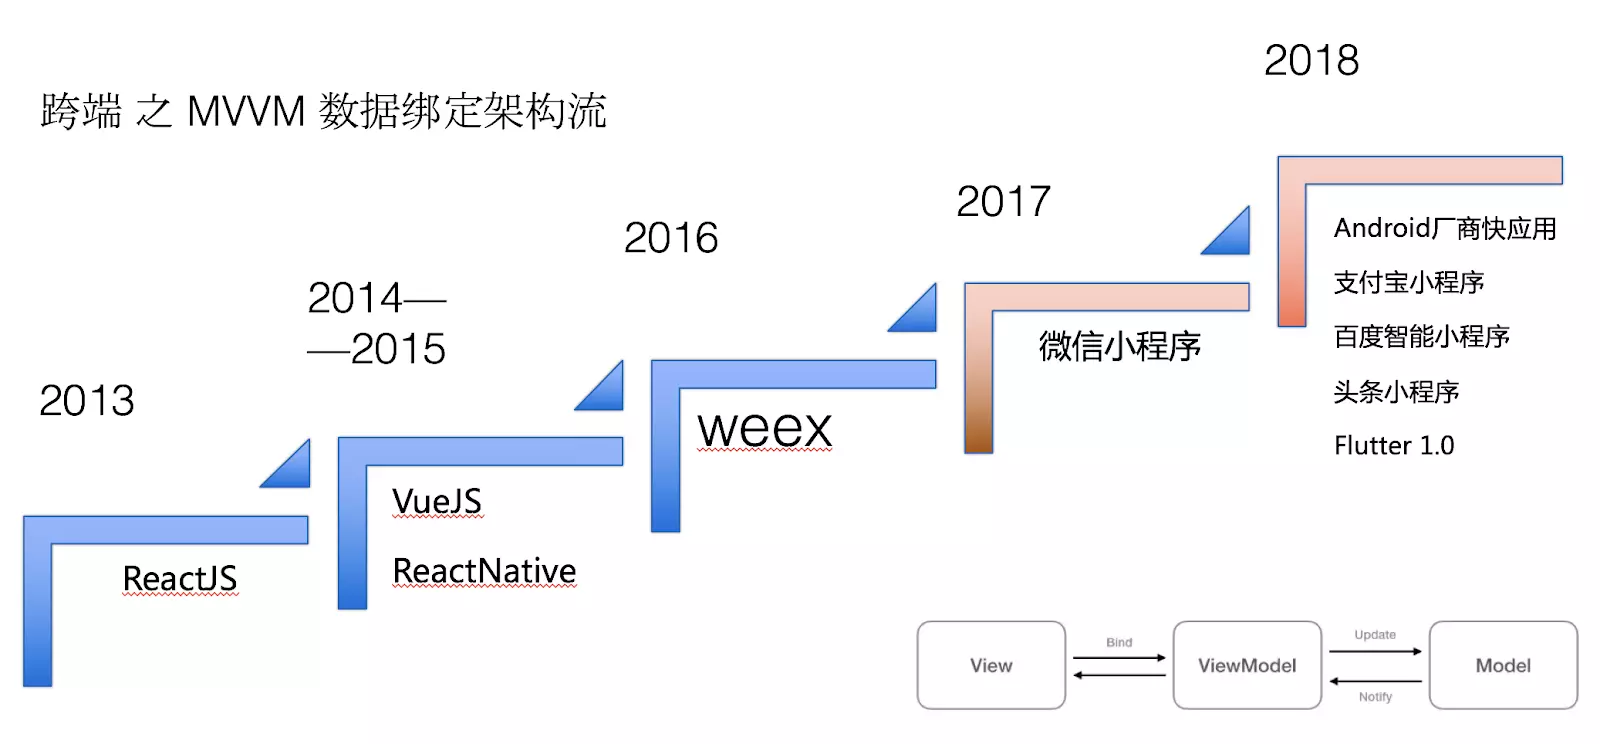 跨端 之 MVVM 数据绑定架构流
2013
ReactJS
2014—
—2015
VueJS
ReactNative
2016
weex
2017
微信小程序
2018
Android厂商快应用
支付宝小程序
百度智能小程序
头条小程序
Flutter 1.0
View
Bind
ViewModel
Update
Notify
Model